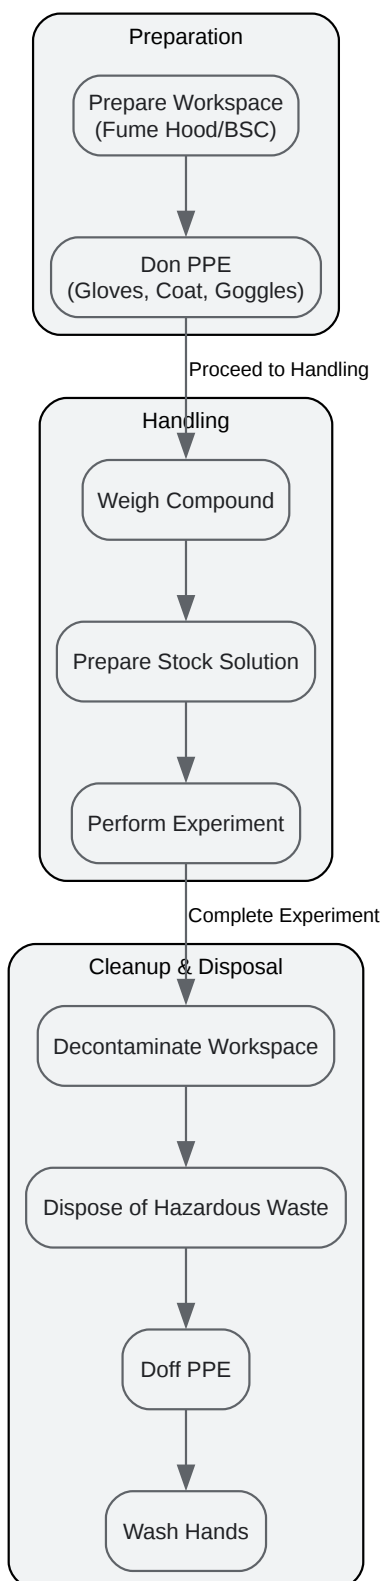 Preparation
Prepare Workspace
(Fume Hood/BSC)
Don PPE
(Gloves, Coat, Goggles)
Proceed to Handling
Handling
Weigh Compound
Prepare Stock Solution
Perform Experiment
Complete Experiment
Cleanup & Disposal
Decontaminate Workspace
Dispose of Hazardous Waste
Doff PPE
Wash Hands